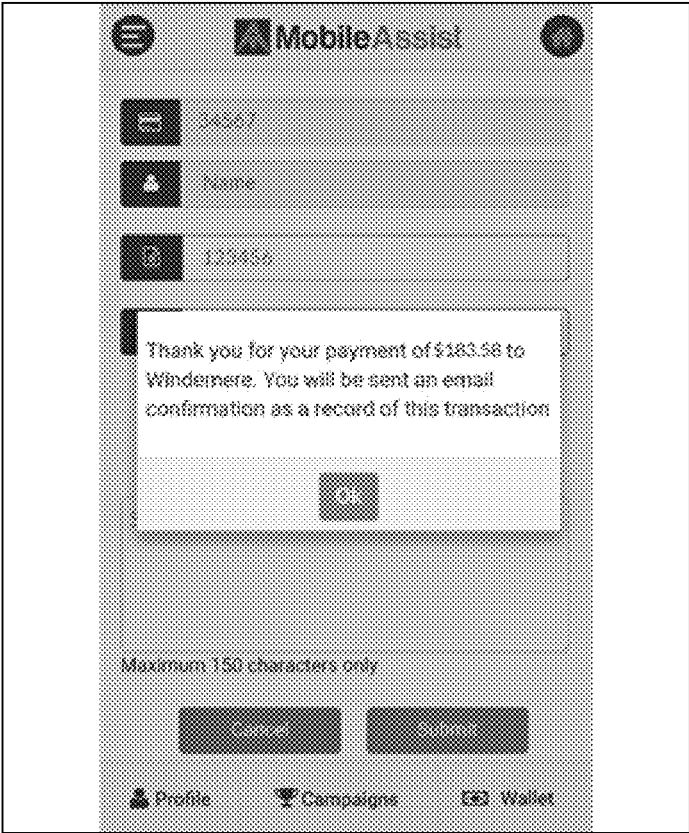 MobileAssist
34567
Name
123456
Thank you for your payment of $183.58 to
Windemere. You will be sent an email
confirmation as a record of this transaction
OK
Maximum 150 characters only
Cancel
Submit
Profile
Campaigns
Wallet